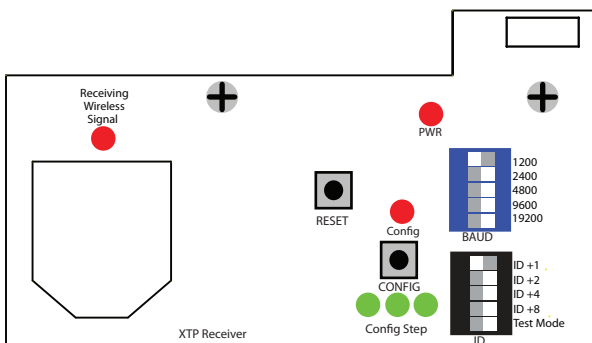 Receiving
Wireless
Signal
PWR
1200
2400
4800
9600
19200
BAUD
RESET
Config
CONFIG
Config Step
ID +1
ID +2
ID +4
ID +8
Test Mode
ID
XTP Receiver